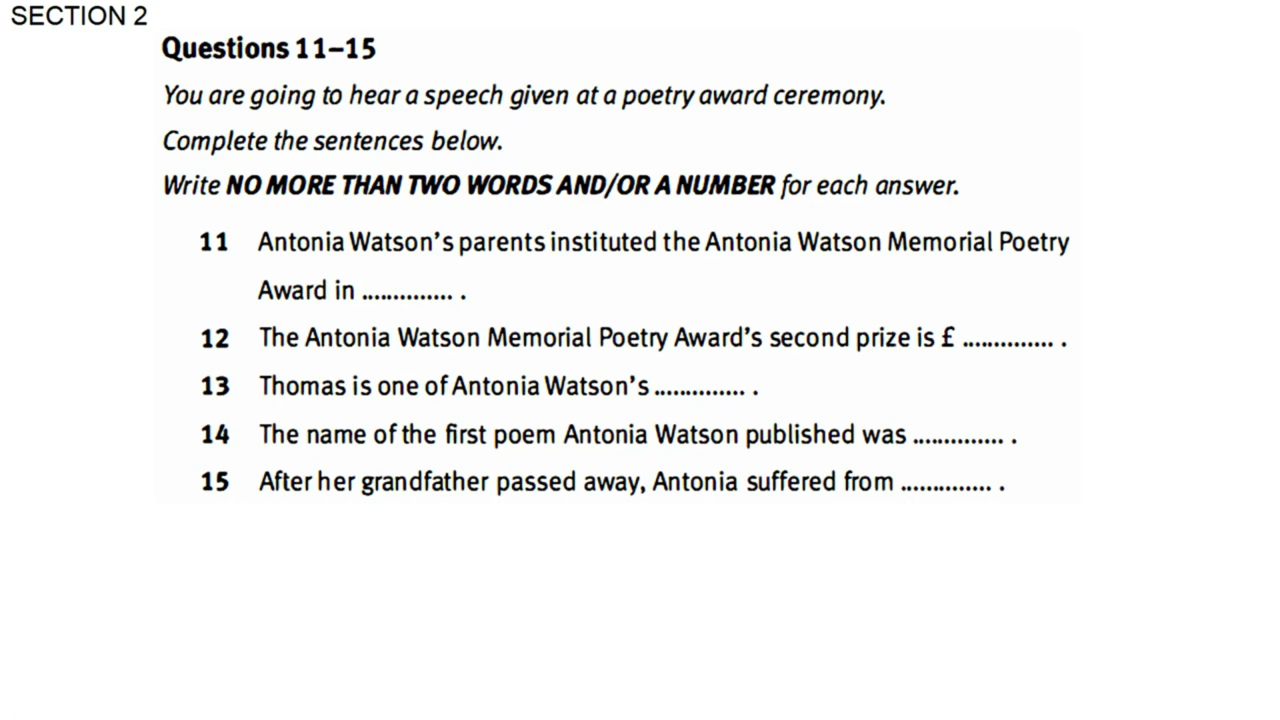 SECTION 2
Questions 11–15
You are going to hear a speech given at a poetry award ceremony.
Complete the sentences below.
Write NO MORE THAN TWO WORDS AND/OR A NUMBER for each answer.
11 Antonia Watson's parents instituted the Antonia Watson Memorial Poetry
Award in .............. .
12 The Antonia Watson Memorial Poetry Award's second prize is £ .............. .
13 Thomas is one of Antonia Watson's .............. .
14 The name of the first poem Antonia Watson published was .............. .
15 After her grandfather passed away, Antonia suffered from .............. .